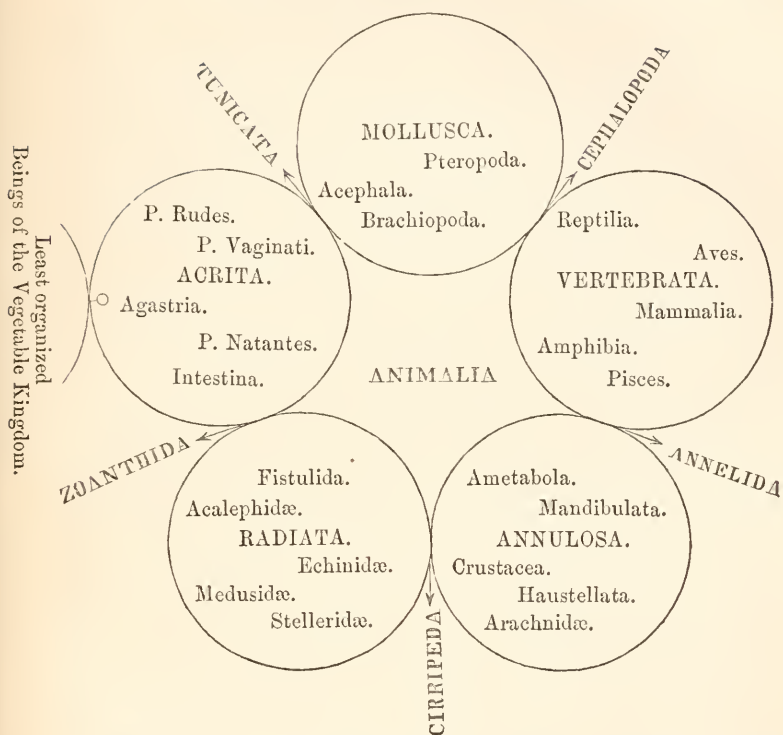 TUNICATA
CEPHALOPODA
MOLLUSCA.
Pteropoda.
Acephala.
Brachiopoda.
Least organized
Beings of the Vegetable Kingdom.
P. Rudes.
P. Vaginati.
ACRITA.
Agastria.
P. Natantes.
Intestina.
Reptilia.
Aves.
VERTEBRATA.
Mammalia.
Amphibia.
Pisces.
ANIMALIA
ZOANTHIDA
ANNELIDA
Fistulida.
Acalephidæ.
RADIATA.
Echinidæ.
Medusidæ.
Stelleridæ.
Ametabola.
Mandibulata.
ANNULOSA.
Crustacea.
Haustellata.
Arachnidæ.
CIRRIPEDA